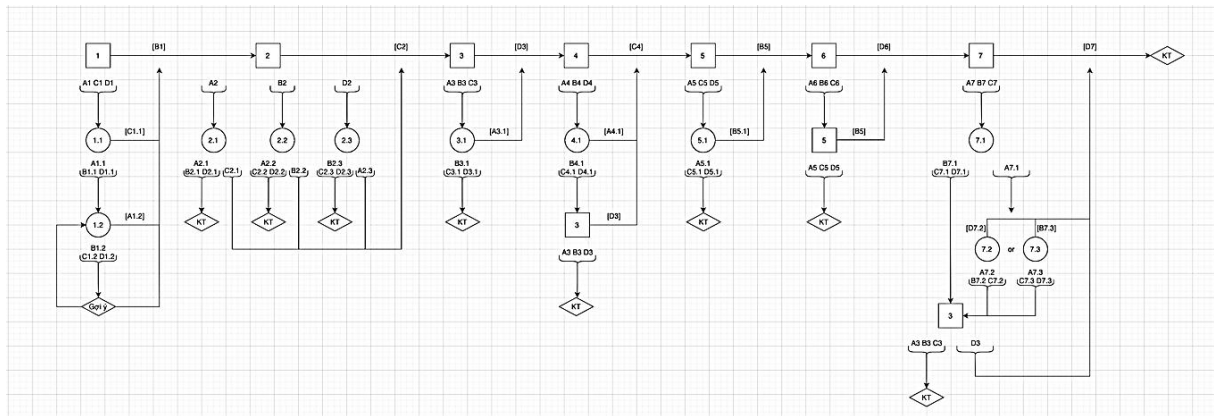 [B1]
[C2]
[D3]
[C4]
[B5]
[D6]
[D7]
1
2
3
4
5
6
7
KT
A1 C1 D1
A2
B2
D2
A3 B3 C3
A4 B4 D4
A5 C5 D5
A6 B6 C6
A7 B7 C7
1.1
[C1.1]
2.1
2.2
2.3
3.1
[A3.1]
4.1
[A4.1]
5.1
[B5.1]
5
[B5]
7.1
A1.1
B1.1 D1.1
A2.1
B2.1 D2.1
C2.1
A2.2
C2.2 D2.2
B2.2
B2.3
C2.3 D2.3
A2.3
B3.1
C3.1 D3.1
B4.1
C4.1 D4.1
A5.1
C5.1 D5.1
A5 C5 D5
B7.1
C7.1 D7.1
A7.1
1.2
[A1.2]
KT
KT
KT
KT
3
[D3]
KT
KT
[D7.2]
[B7.3]
7.2
or
7.3
B1.2
C1.2 D1.2
A3 B3 D3
A7.2
B7.2 C7.2
A7.3
C7.3 D7.3
Gợi ý
KT
3
A3 B3 C3
D3
KT